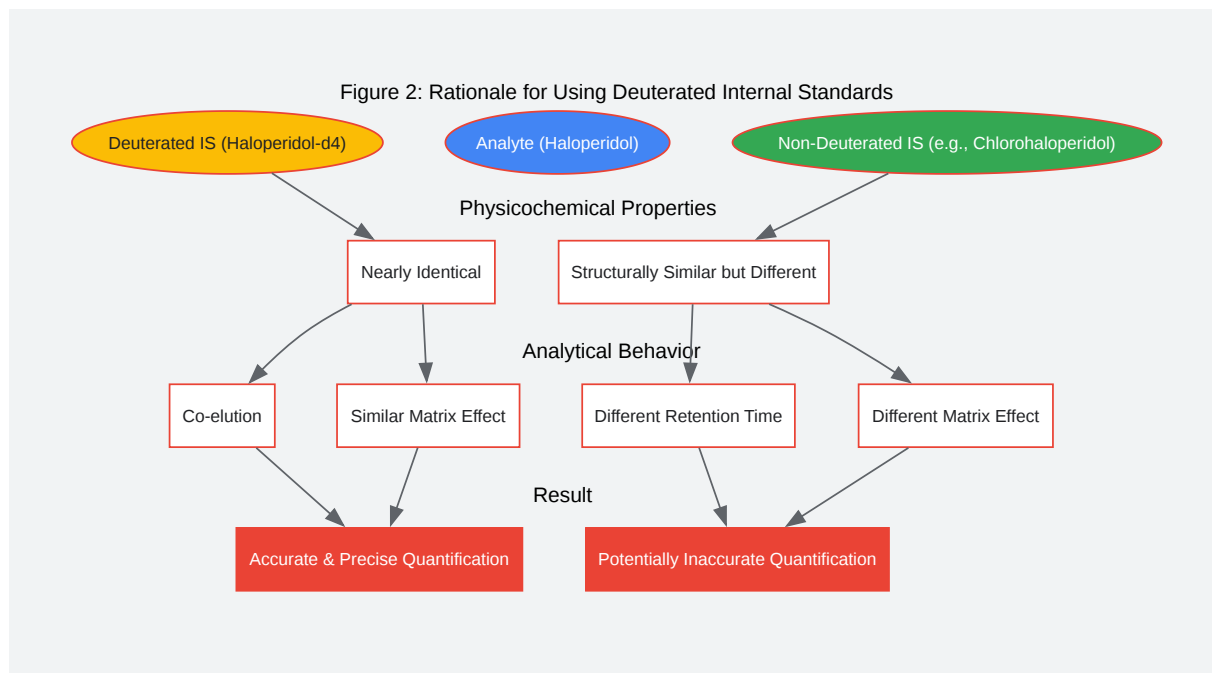 Figure 2: Rationale for Using Deuterated Internal Standards
Deuterated IS (Haloperidol-d4)
Analyte (Haloperidol)
Non-Deuterated IS (e.g., Chlorohaloperidol)
Physicochemical Properties
Nearly Identical
Structurally Similar but Different
Analytical Behavior
Co-elution
Similar Matrix Effect
Different Retention Time
Different Matrix Effect
Result
Accurate & Precise Quantification
Potentially Inaccurate Quantification